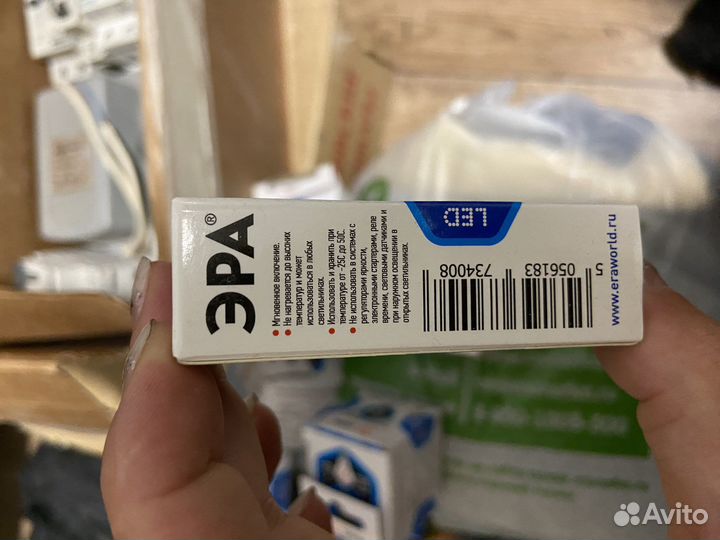 ЭРА®
Мгновенное включение.
Не нагревается до высоких
температур и может
использоваться в любых
светильниках.
Использовать и хранить при
температуре от -25С до 50С.
Не использовать в системах с
регуляторами яркости,
электронными стартерами, реле
времени, световыми датчиками и
при наружном освещении в
открытых светильниках.
LED
5
056183
734008
www.eraworld.ru
Avito